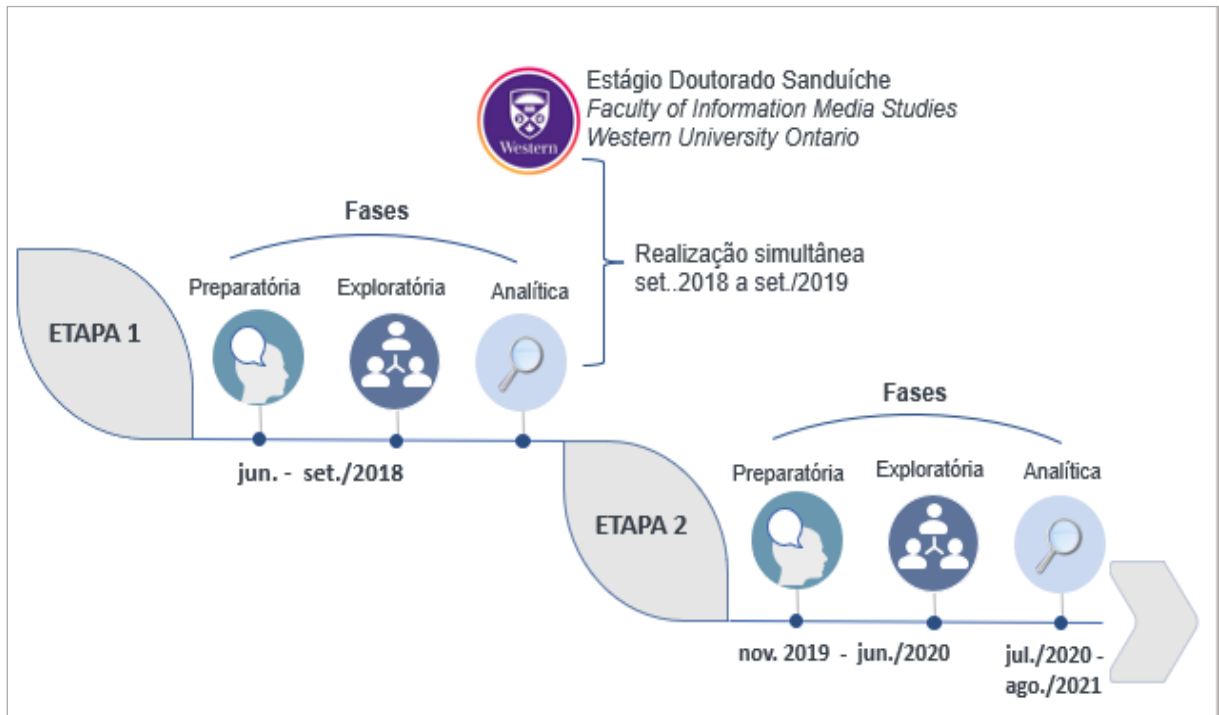 Estágio Doutorado Sanduíche
Faculty of Information Media Studies
Western University Ontario
Western
Realização simultânea
set..2018 a set./2019
Fases
Preparatória
Exploratória
Analítica
ETAPA 1
jun. - set./2018
Fases
Preparatória
Exploratória
Analítica
ETAPA 2
nov. 2019 - jun./2020
jul./2020 -
ago./2021